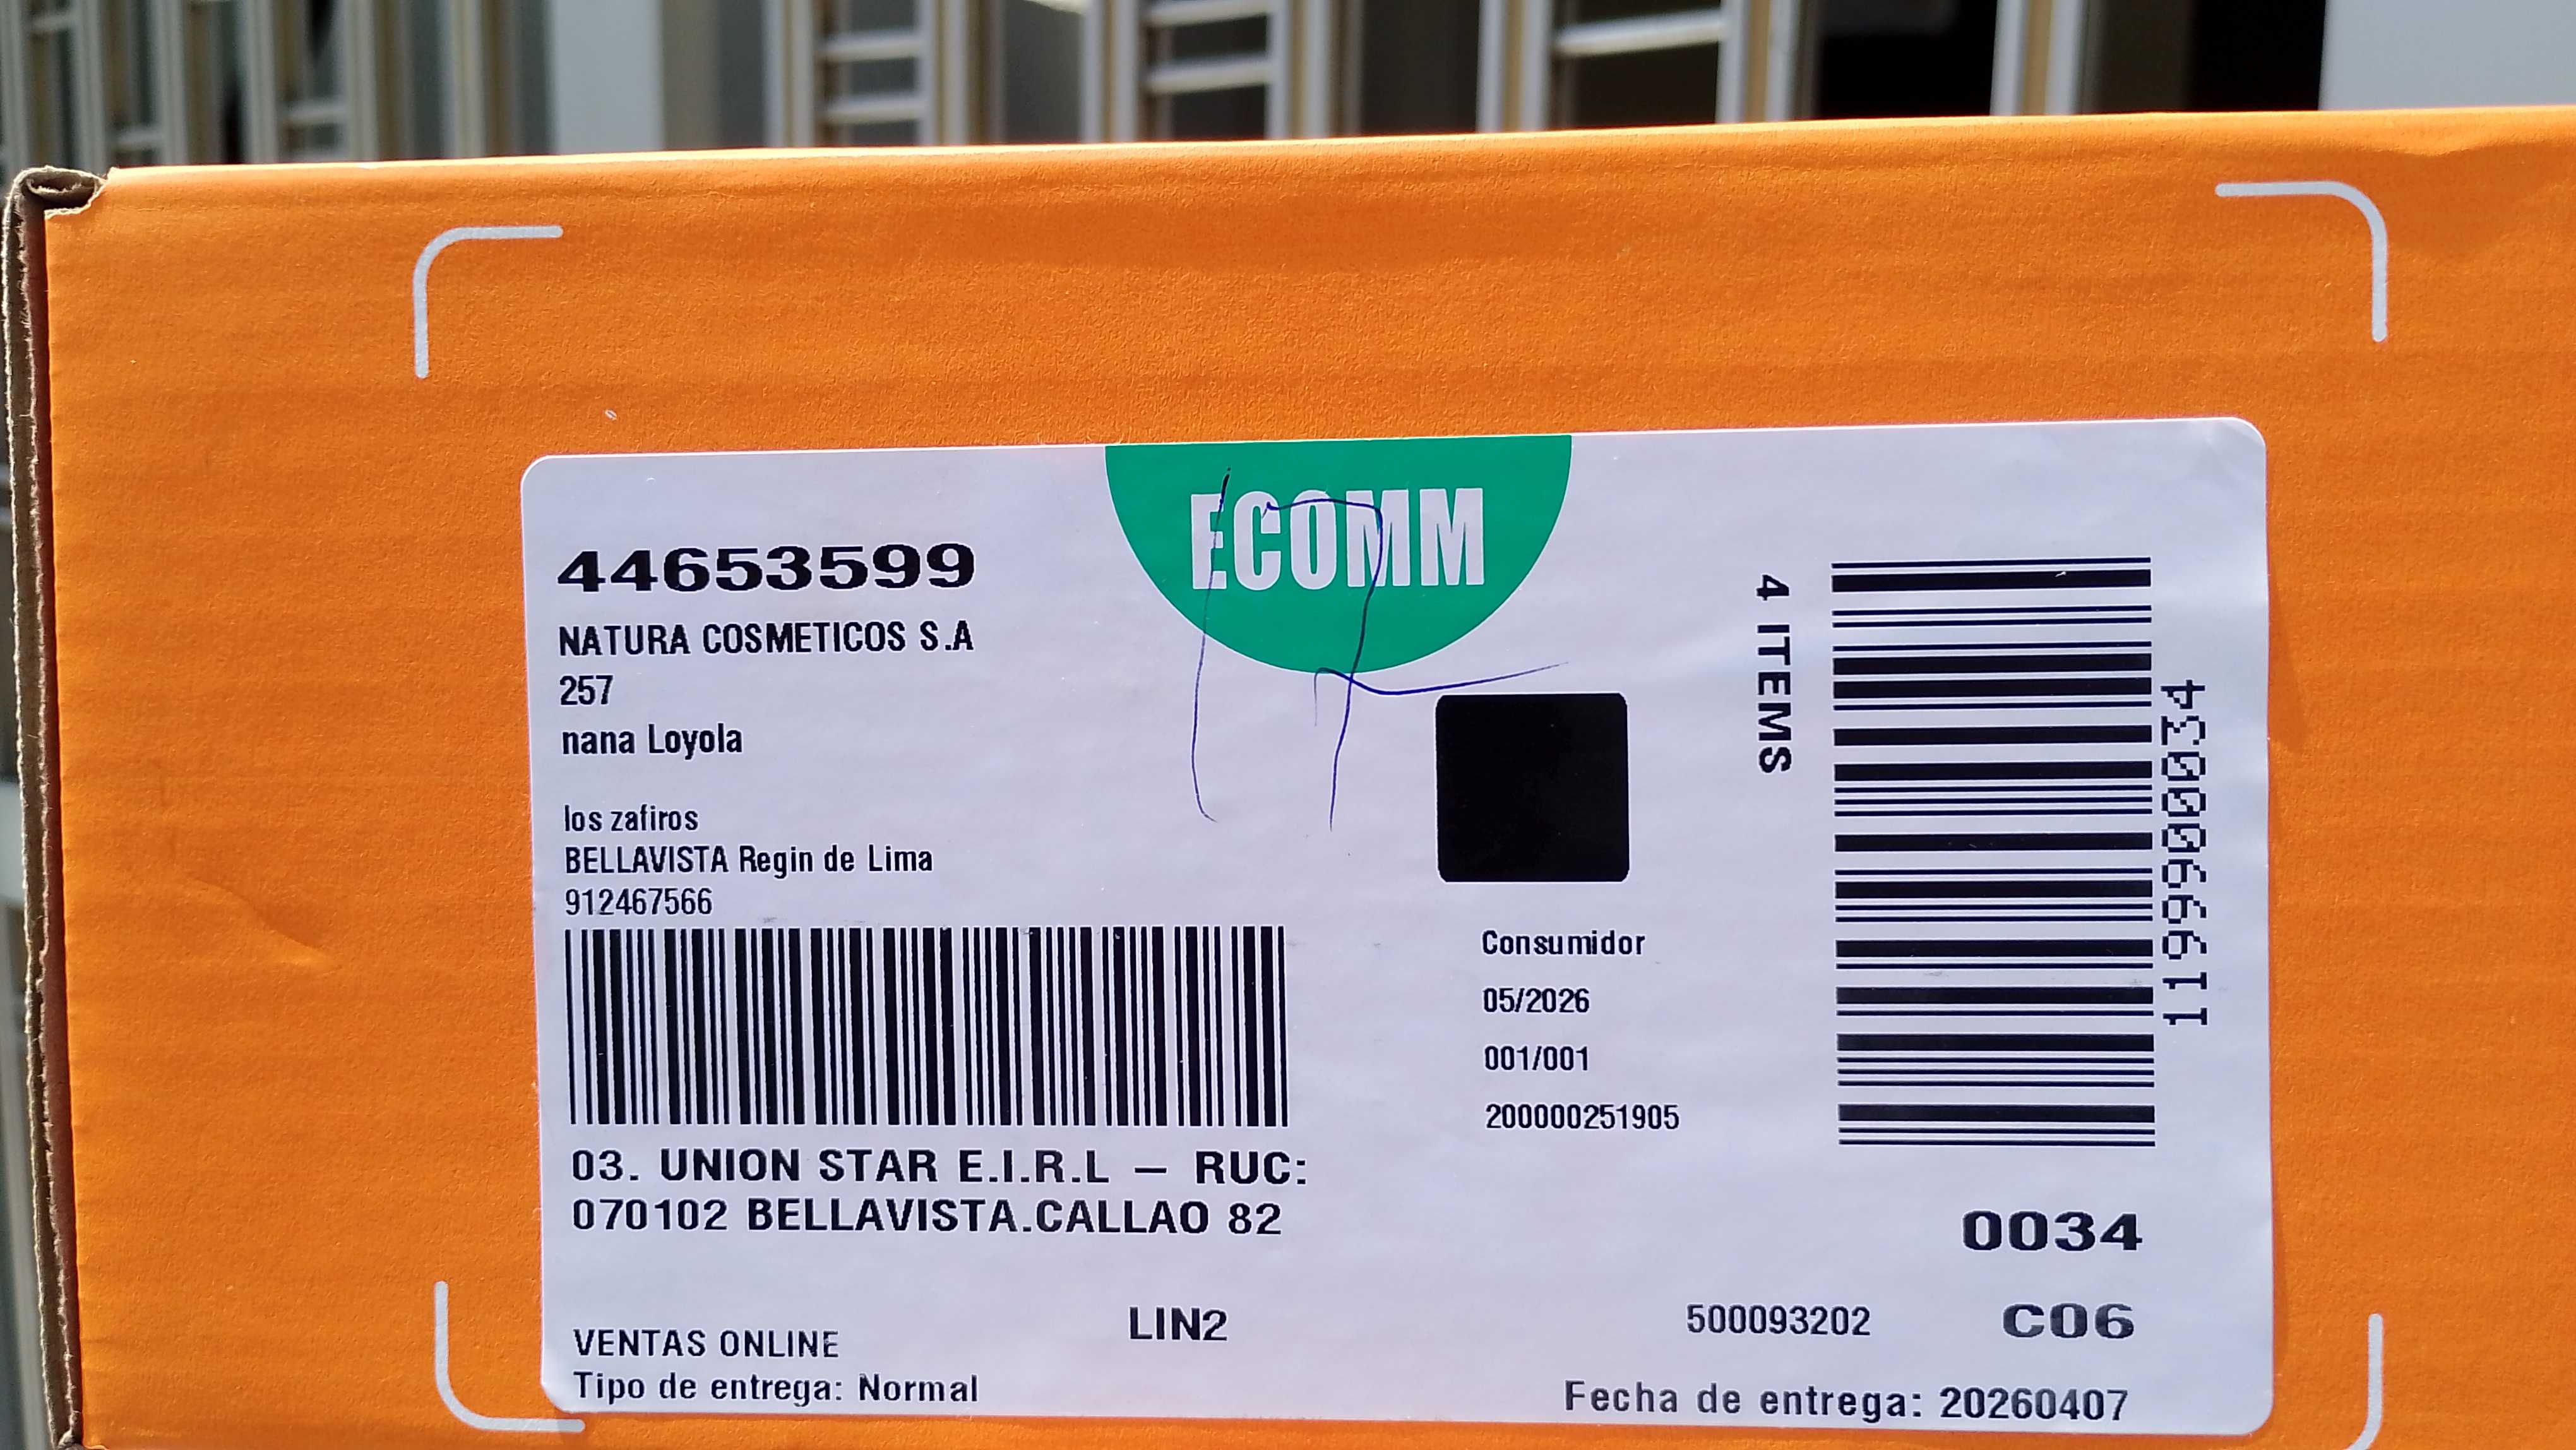 ECOMM
44653599
NATURA COSMETICOS S.A
257
nana Loyola
los zafiros
BELLAVISTA Regin de Lima
912467566
4 ITEMS
119996000034
Consumidor
05/2026
001/001
200000251905
03. UNION STAR E.I.R.L – RUC:
070102 BELLAVISTA.CALLAO 82
0034
LIN2
500093202
C06
VENTAS ONLINE
Tipo de entrega: Normal
Fecha de entrega: 20260407